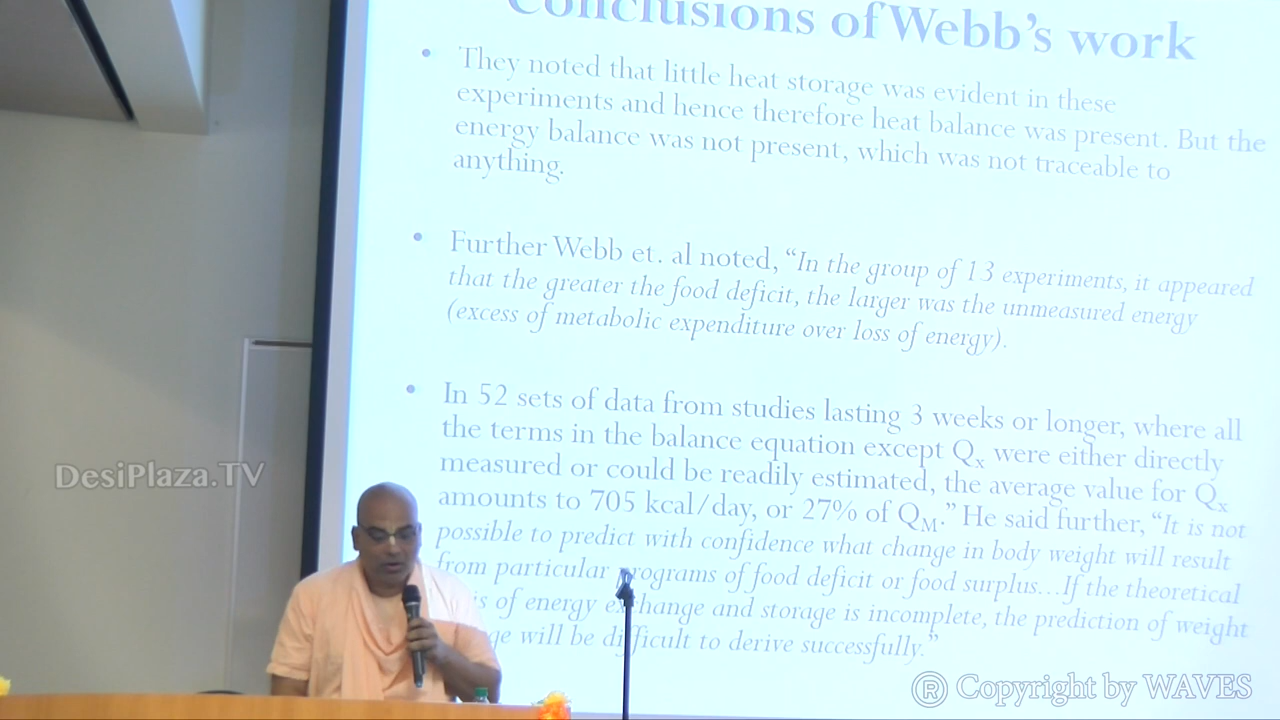 Conclusions of Webb's work
• They noted that little heat storage was evident in these
experiments and hence therefore heat balance was present. But the
energy balance was not present, which was not traceable to
anything.
• Further Webb et. al noted, “In the group of 13 experiments, it appeared
that the greater the food deficit, the larger was the unmeasured energy
(excess of metabolic expenditure over loss of energy).
• In 52 sets of data from studies lasting 3 weeks or longer, where all
the terms in the balance equation except Qx were either directly
measured or could be readily estimated, the average value for Qx
amounts to 705 kcal/day, or 27% of QM.” He said further, “It is not
possible to predict with confidence what change in body weight will result
from particular programs of food deficit or food surplus...If the theoretical
of energy exchange and storage is incomplete, the prediction of weight
will be difficult to derive successfully.”
DesiPlaza.TV
® Copyright by WAVES